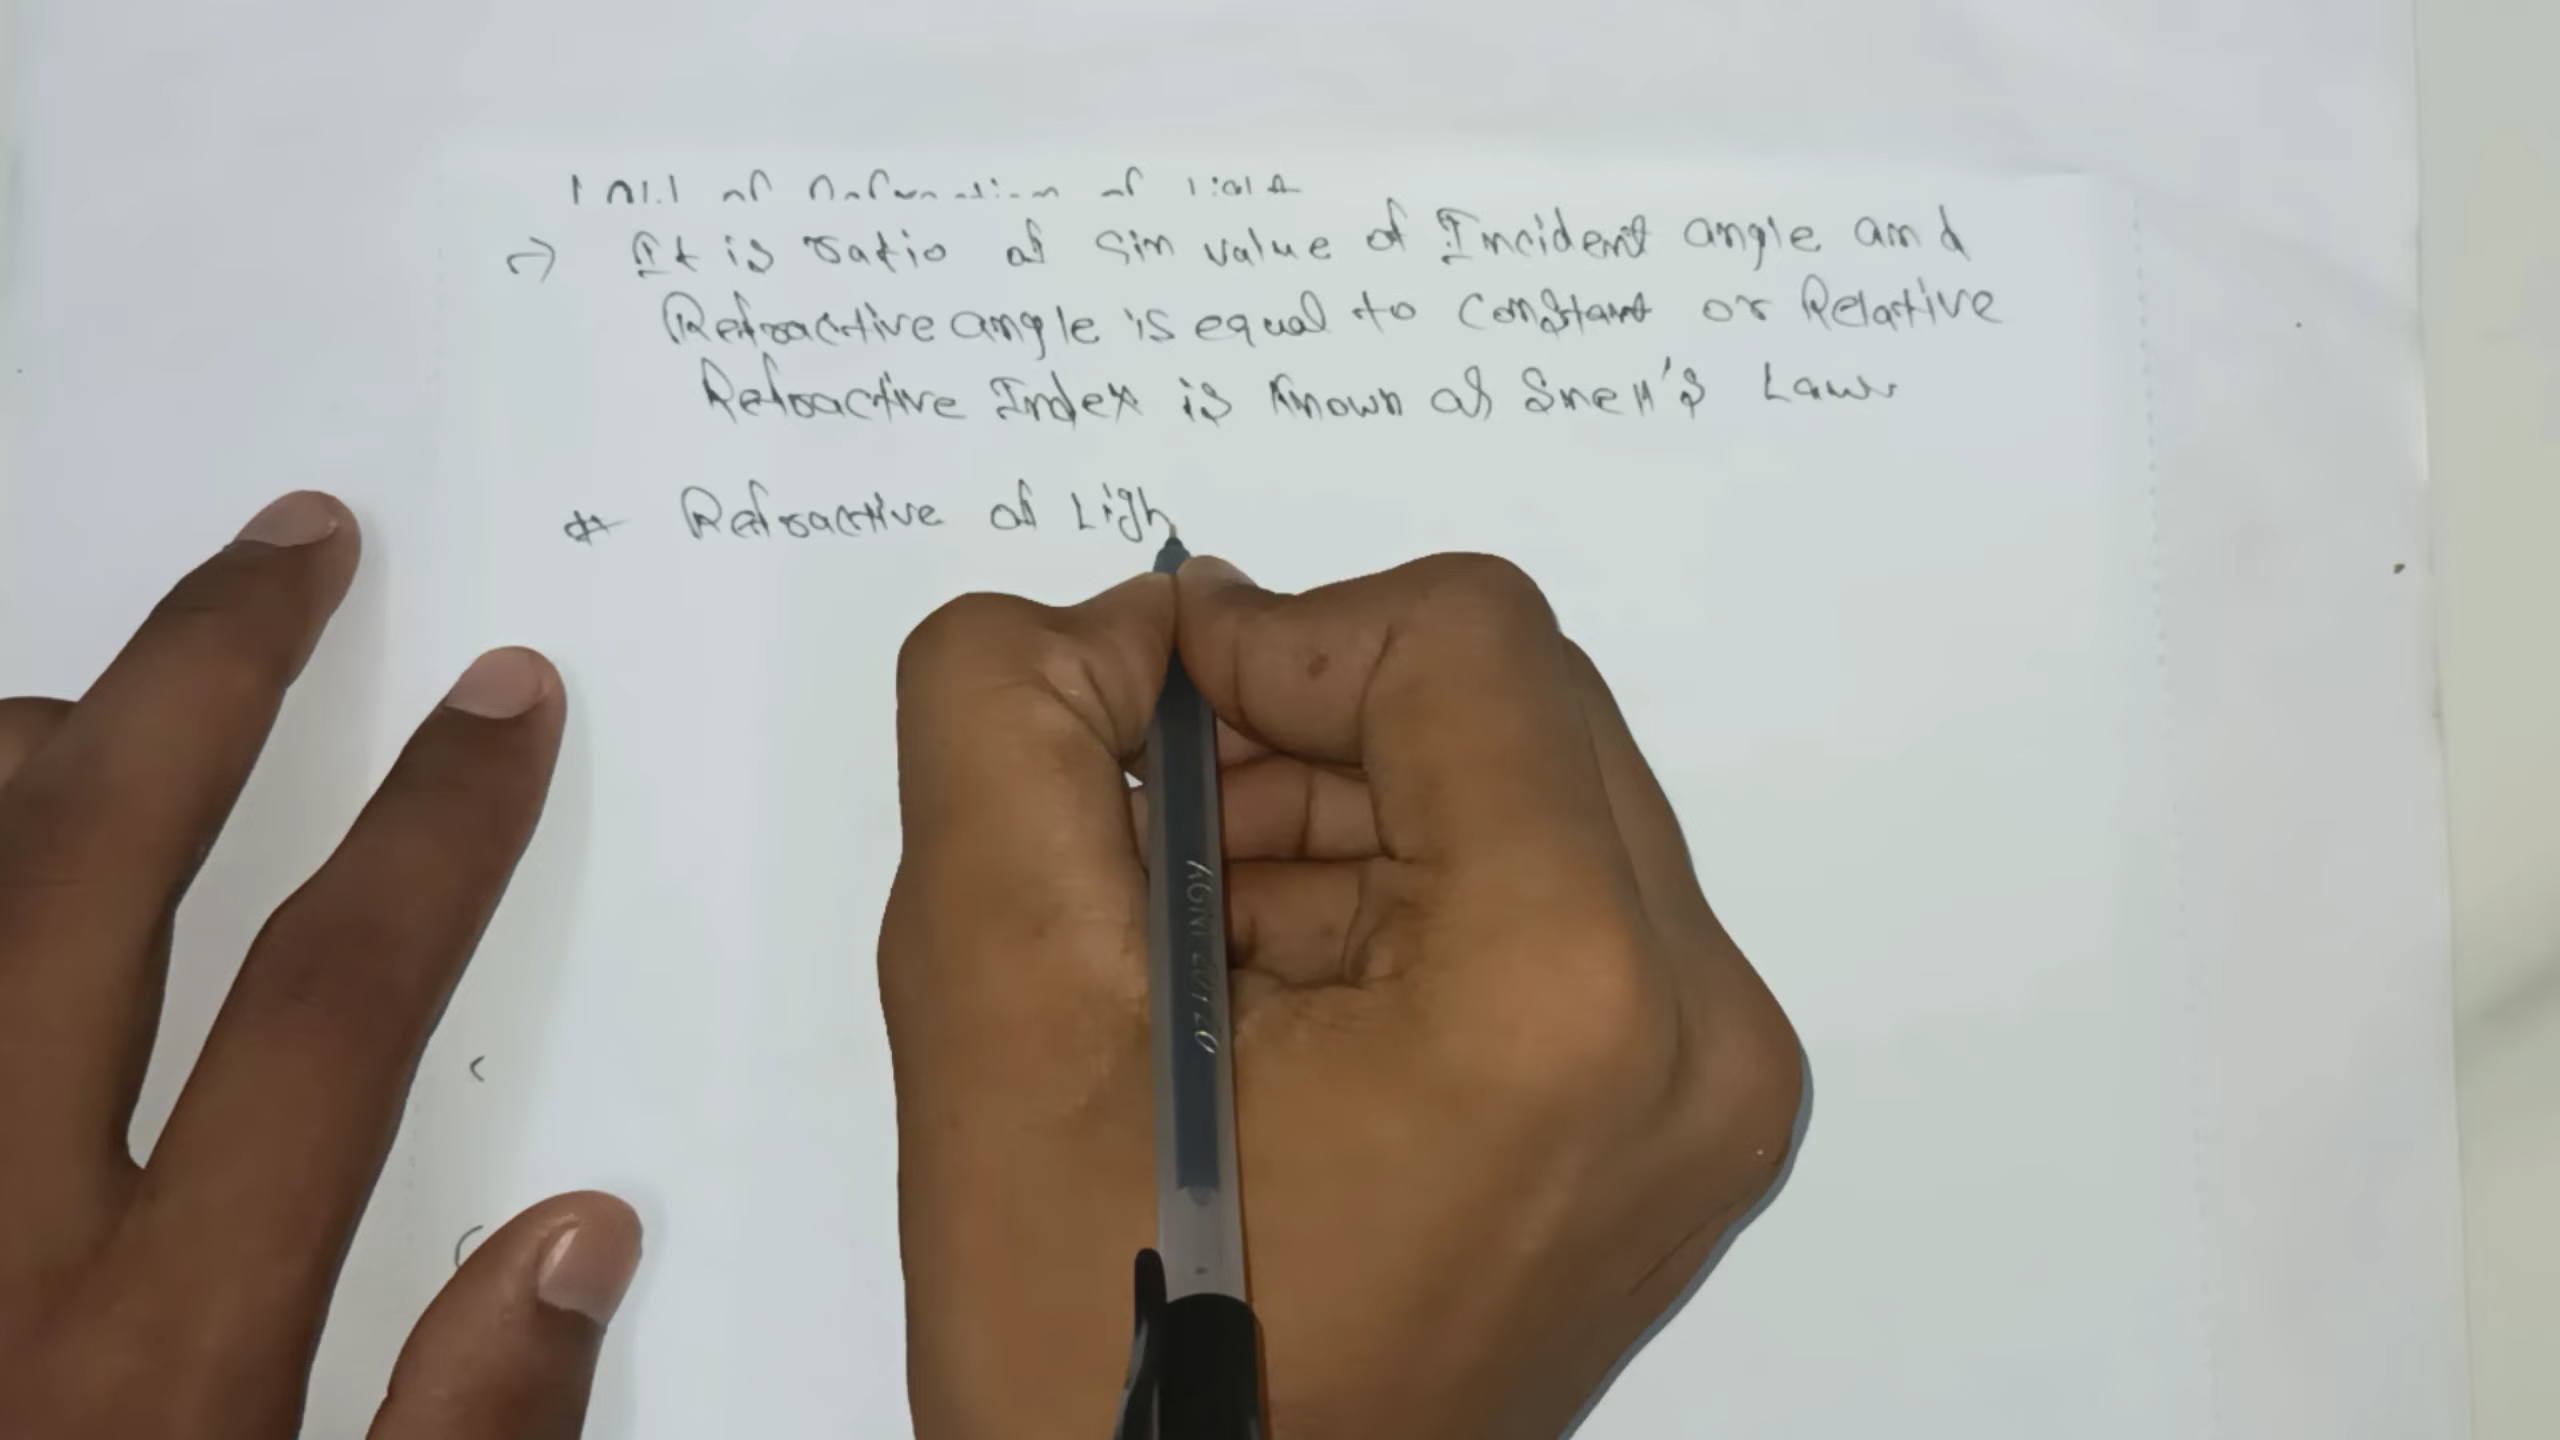 → It is ratio of Sin value of Incident angle and
Refractive angle is equal to Constant or Relative
Refractive Index is Known as Snell's Law
* Refractive of Ligh